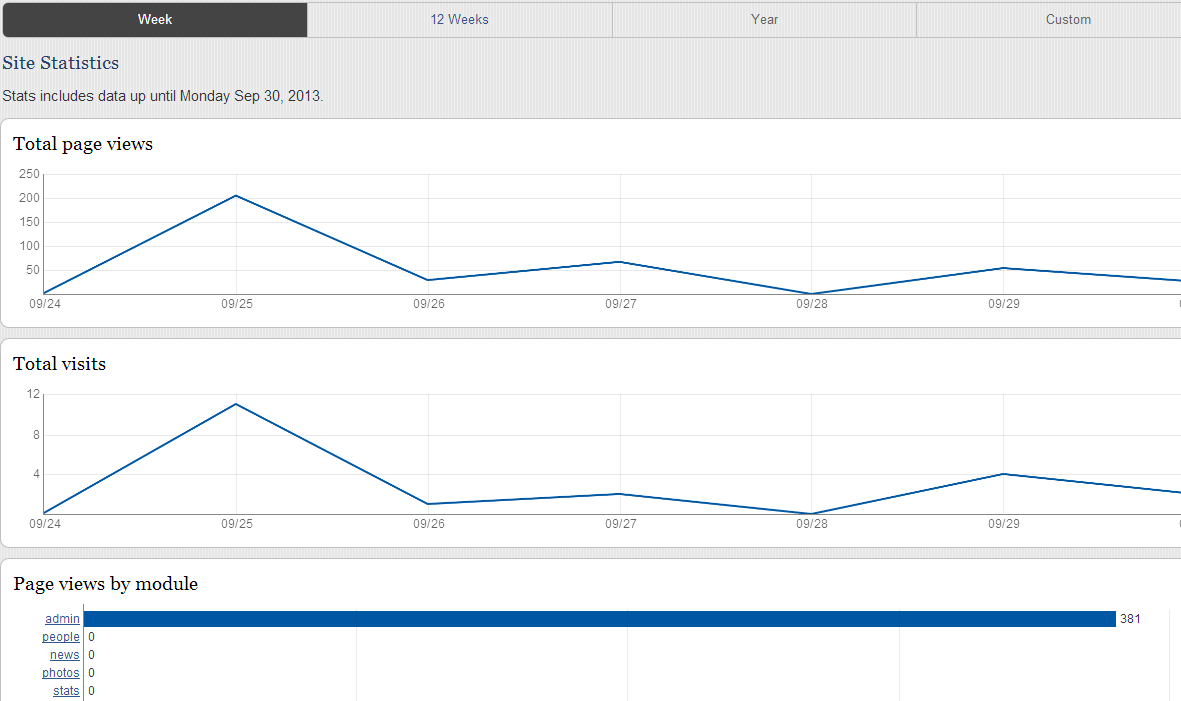 Week 12 Weeks Year Custom
Site Statistics
Stats includes data up until Monday Sep 30, 2013.
Total page views
250
200
150
100
50
09/24 09/25 09/26 09/27 09/28 09/29
Total visits
12
8
4
09/24 09/25 09/26 09/27 09/28 09/29
Page views by module
admin 381
people 0
news 0
photos 0
stats 0